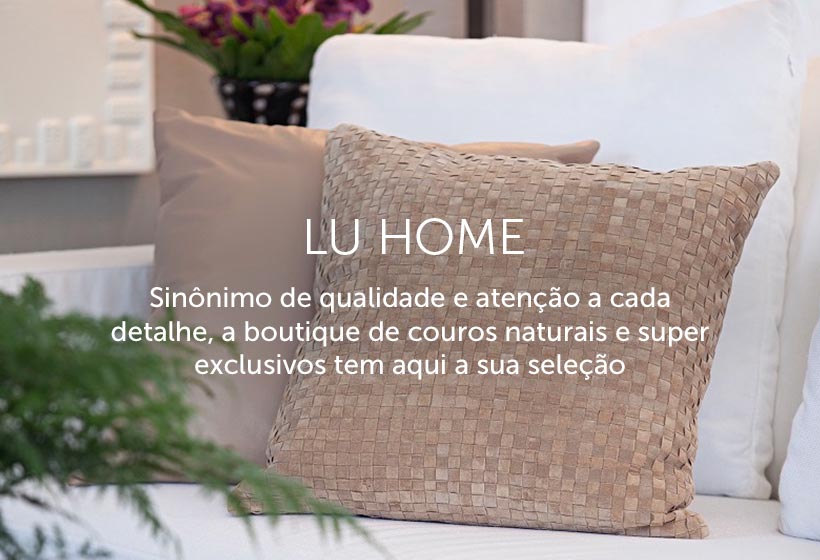 LU HOME
Sinônimo de qualidade e atenção a cada
detalhe, a boutique de couros naturais e super
exclusivos tem aqui a sua seleção